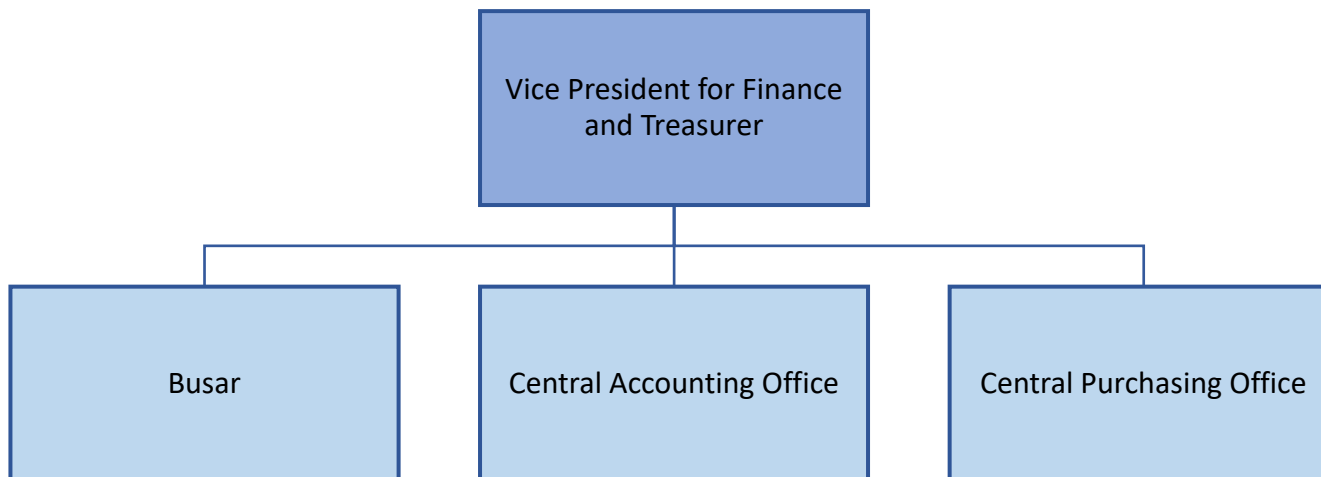 Vice President for Finance
and Treasurer
Busar
Central Accounting Office
Central Purchasing Office